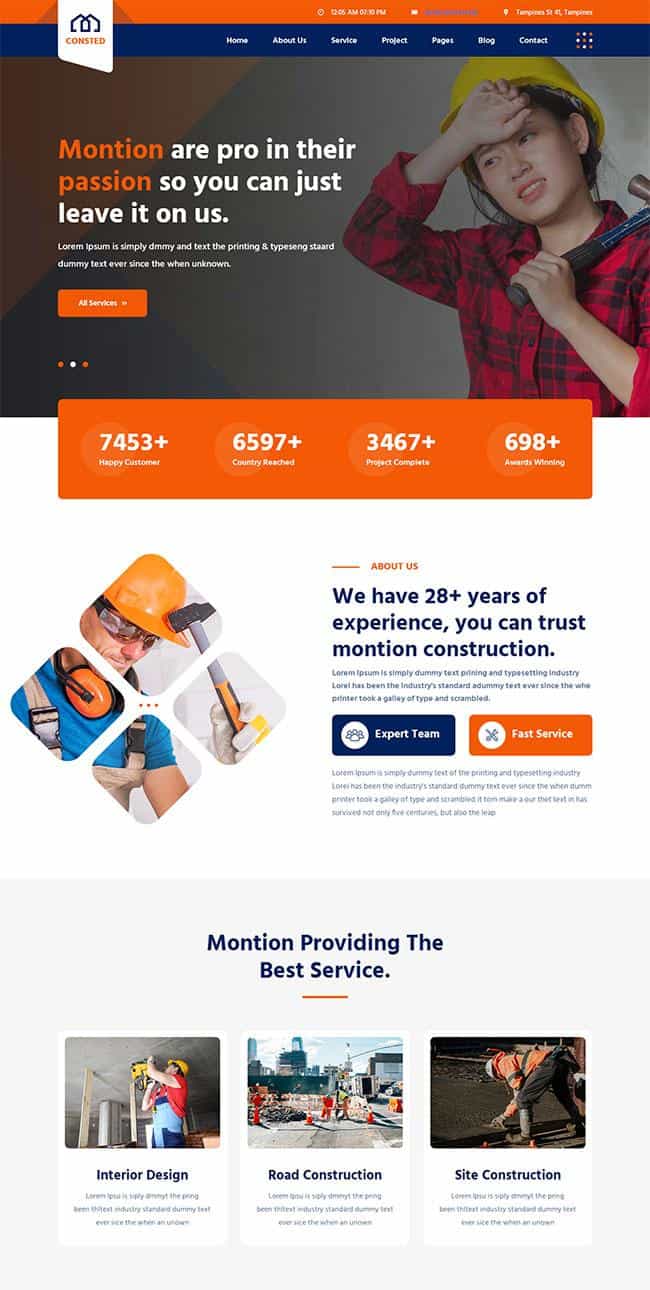 12:05 AM 07:10 PM
Tampines St 41, Tampines
CONSTED
Home About Us Service Project Pages Blog Contact
Montion are pro in their
passion so you can just
leave it on us.
Lorem Ipsum is simply dmmy and text the printing & typeseng staard
dummy text ever since the when unknown.
All Services »
7453+ 6597+ 3467+ 698+
Happy Customer Country Reached Project Complete Awards Winning
ABOUT US
We have 28+ years of
experience, you can trust
montion construction.
Lorem Ipsum is simply dummy text prining and typesetting industry
Lorei has been the industry's standard adummy text ever since the whe
printer took a galley of type and scrambled.
Expert Team Fast Service
Lorem Ipsum is simply dummy text of the printing and typesetting industry
Lorei has been the industry's standard dummy text ever since the when dumm
printer took a galley of type and scrambled it tom make a our thet text in has
survived not only five centuries, but also the leap
Montion Providing The
Best Service.
Interior Design
Lorem Ipsu is siply dmmyt the pring
been thltext industry standard dummy text
ever sice the when an unown
Road Construction
Lorem Ipsu is siply dmmyt the pring
been thltext industry standard dummy text
ever sice the when an unown
Site Construction
Lorem Ipsu is siply dmmyt the pring
been thltext industry standard dummy text
ever sice the when an unown